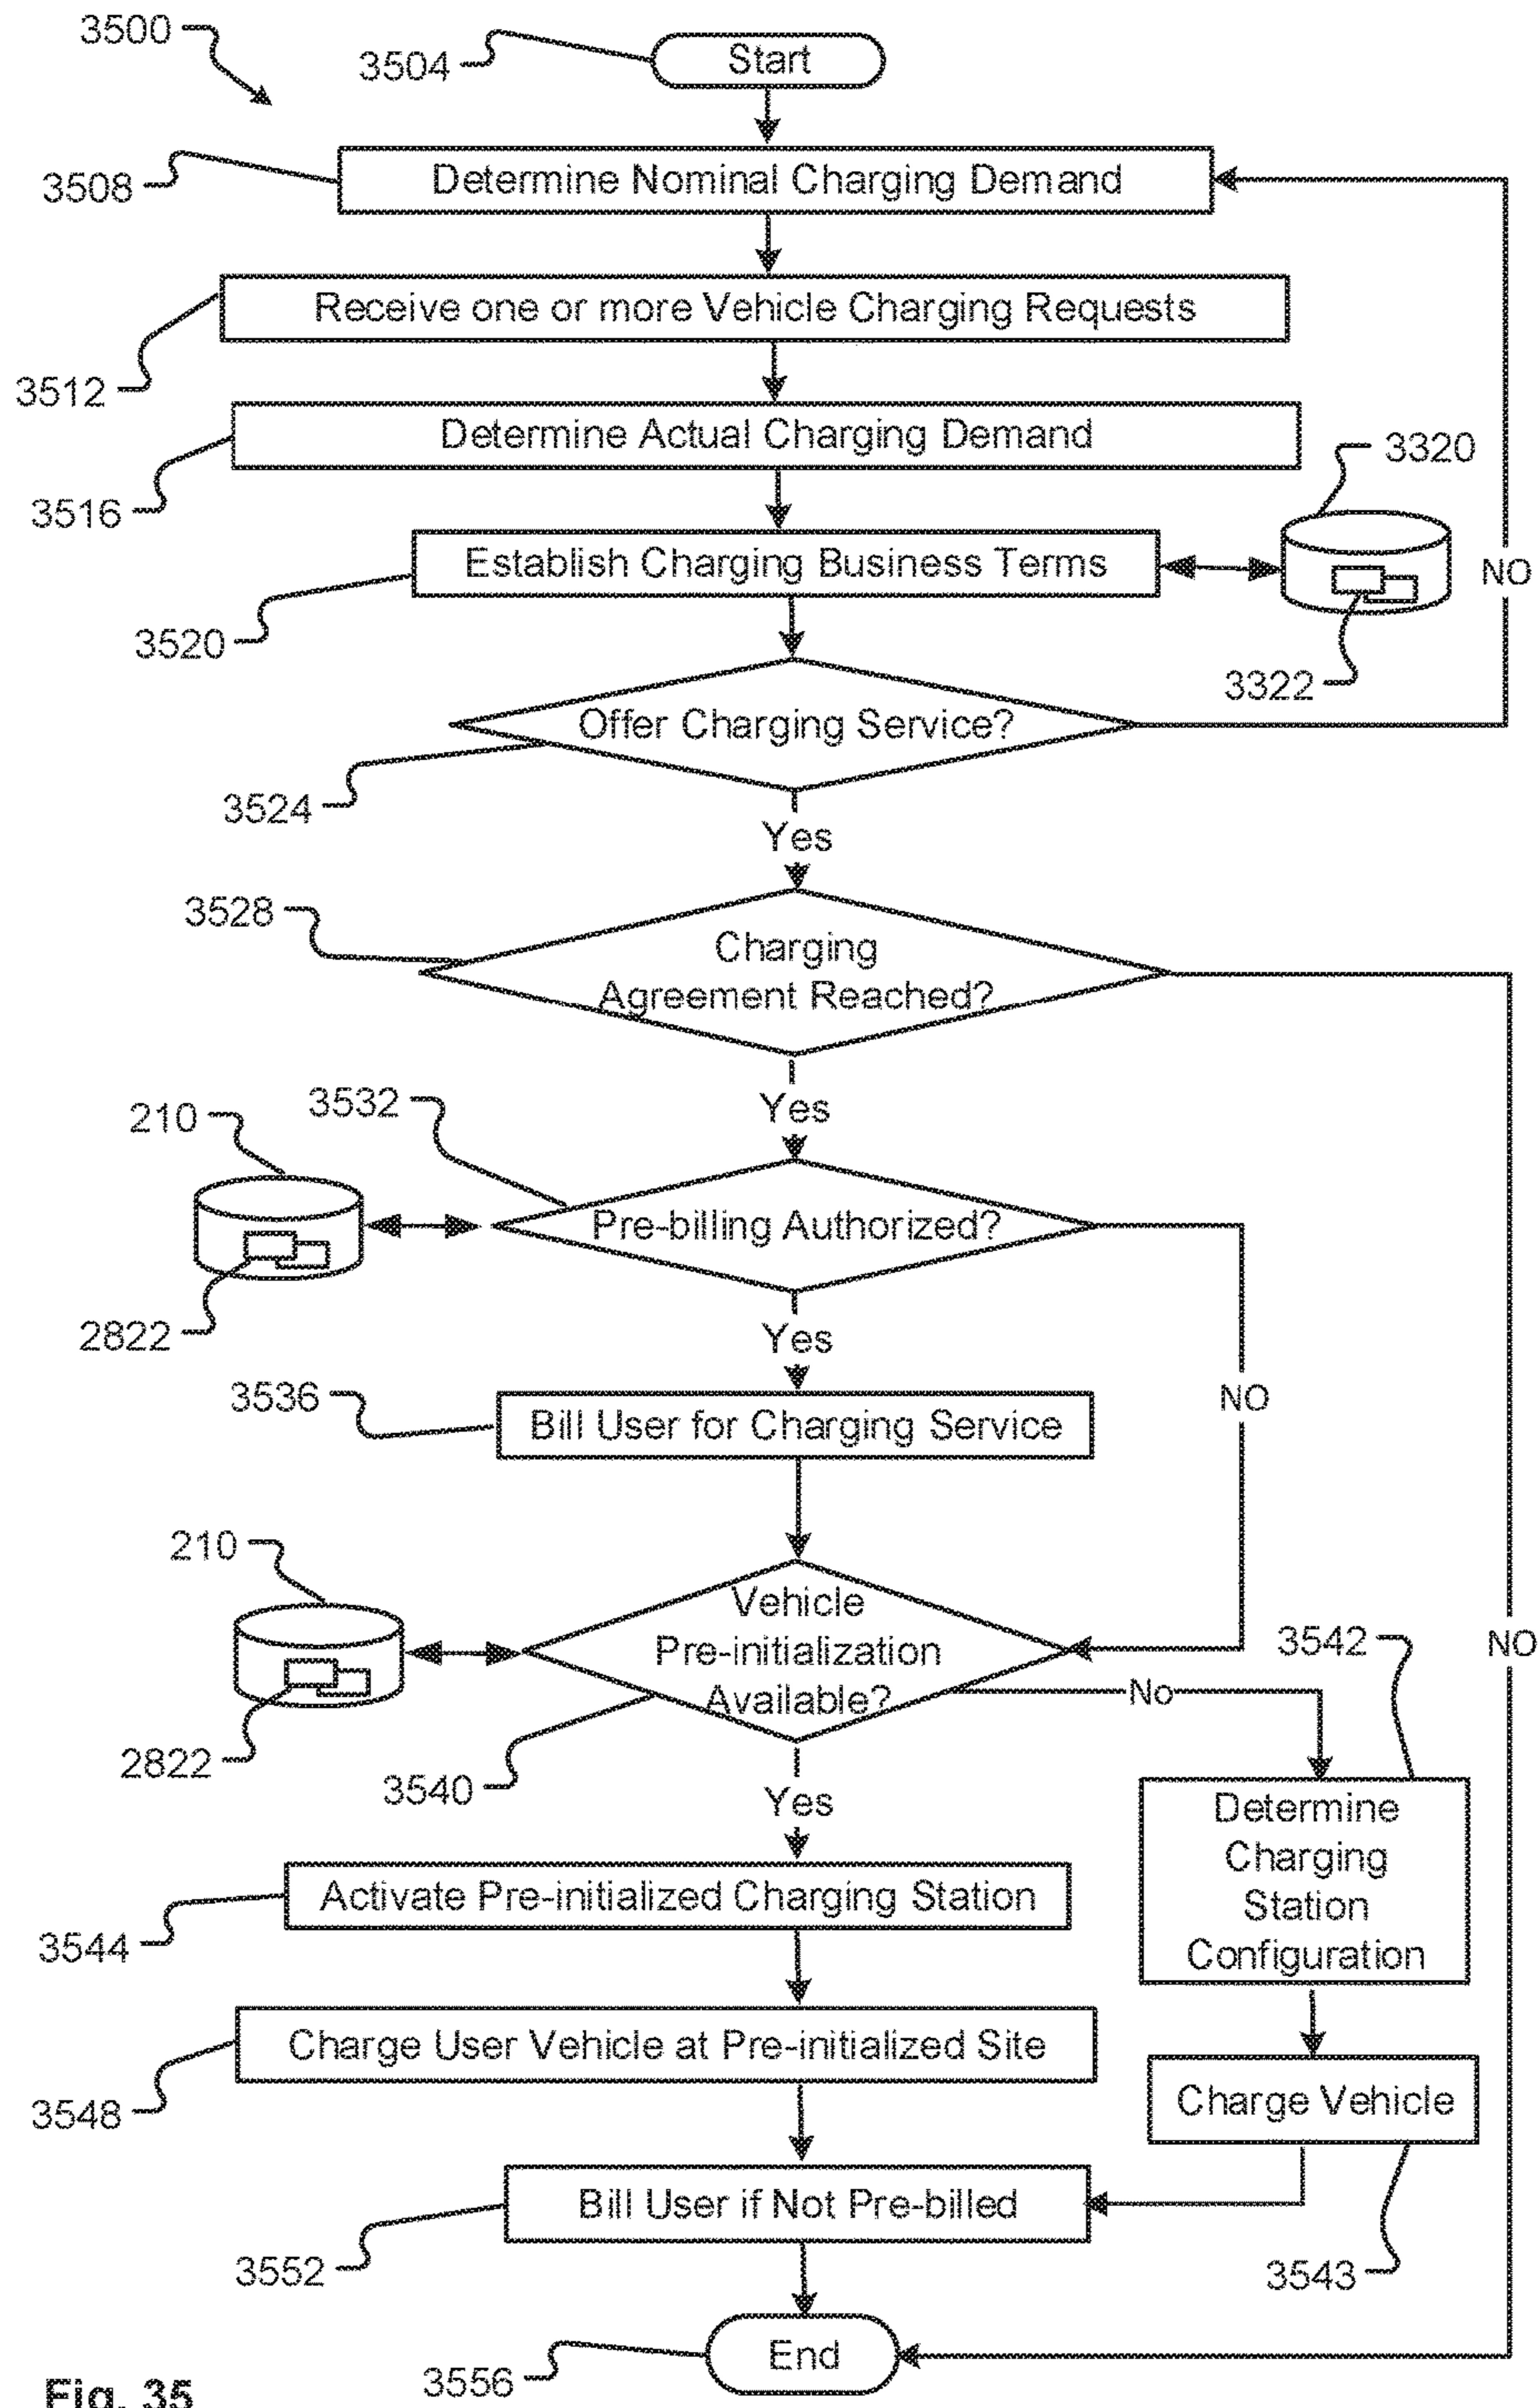 3500
3504
Start
3508
Determine Nominal Charging Demand
Receive one or more Vehicle Charging Requests
3512
Determine Actual Charging Demand
3516
3320
Establish Charging Business Terms
NO
3520
3322
Offer Charging Service?
3524
Yes
3528
Charging
Agreement Reached?
Yes
3532
210
Pre-billing Authorized?
2822
Yes
3536
NO
Bill User for Charging Service
210
Vehicle
Pre-initialization
Available?
3542
NO
No
2822
3540
Yes
Determine
Charging
Station
Configuration
Activate Pre-initialized Charging Station
3544
Charge User Vehicle at Pre-initialized Site
3548
Charge Vehicle
Bill User if Not Pre-billed
3552
3543
End
3556
Fig. 35